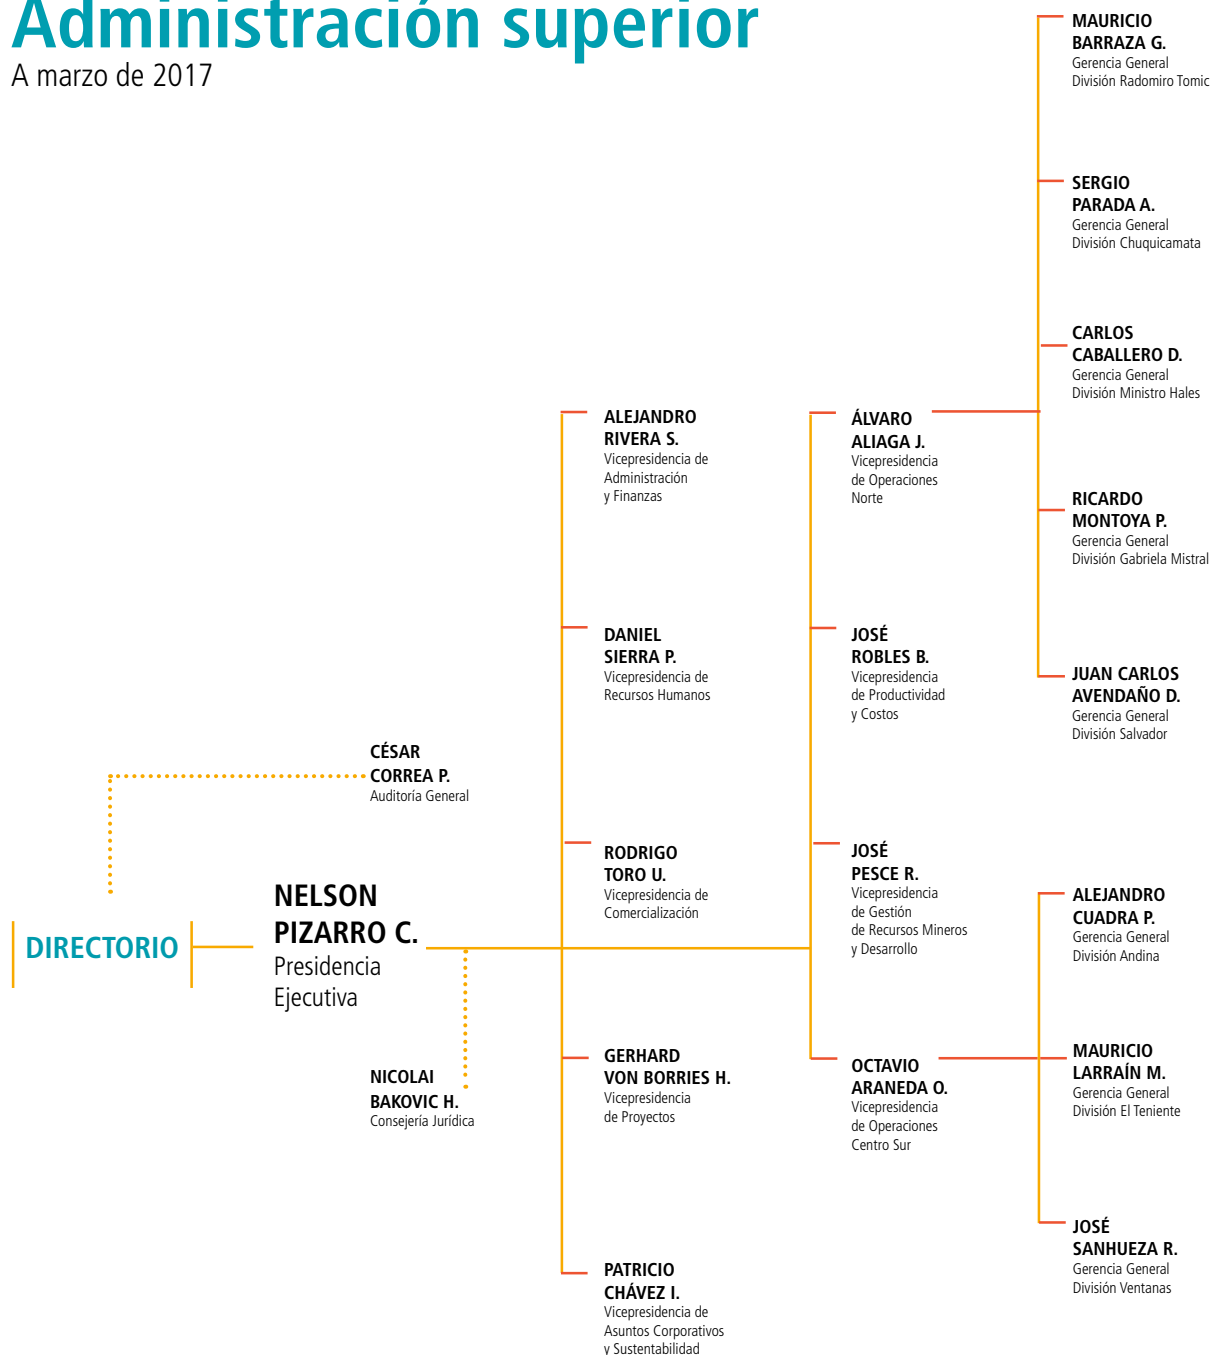 Administración superior
A marzo de 2017
MAURICIO
BARRAZA G.
Gerencia General
División Radomiro Tomic
SERGIO
PARADA A.
Gerencia General
División Chuquicamata
CARLOS
CABALLERO D.
Gerencia General
División Ministro Hales
RICARDO
MONTOYA P.
Gerencia General
División Gabriela Mistral
JUAN CARLOS
AVENDAÑO D.
Gerencia General
División Salvador
ALEJANDRO
RIVERA S.
Vicepresidencia de
Administración
y Finanzas
DANIEL
SIERRA P.
Vicepresidencia de
Recursos Humanos
RODRIGO
TORO U.
Vicepresidencia de
Comercialización
GERHARD
VON BORRIES H.
Vicepresidencia
de Proyectos
PATRICIO
CHÁVEZ I.
Vicepresidencia de
Asuntos Corporativos
y Sustentabilidad
ÁLVARO
ALIAGA J.
Vicepresidencia
de Operaciones
Norte
JOSÉ
ROBLES B.
Vicepresidencia
de Productividad
y Costos
JOSÉ
PESCE R.
Vicepresidencia
de Gestión
de Recursos Mineros
y Desarrollo
OCTAVIO
ARANEDA O.
Vicepresidencia
de Operaciones
Centro Sur
CÉSAR
CORREA P.
Auditoría General
DIRECTORIO
NELSON
PIZARRO C.
Presidencia
Ejecutiva
NICOLAI
BAKOVIC H.
Consejería Jurídica
ALEJANDRO
CUADRA P.
Gerencia General
División Andina
MAURICIO
LARRAÍN M.
Gerencia General
División El Teniente
JOSÉ
SANHUEZA R.
Gerencia General
División Ventanas